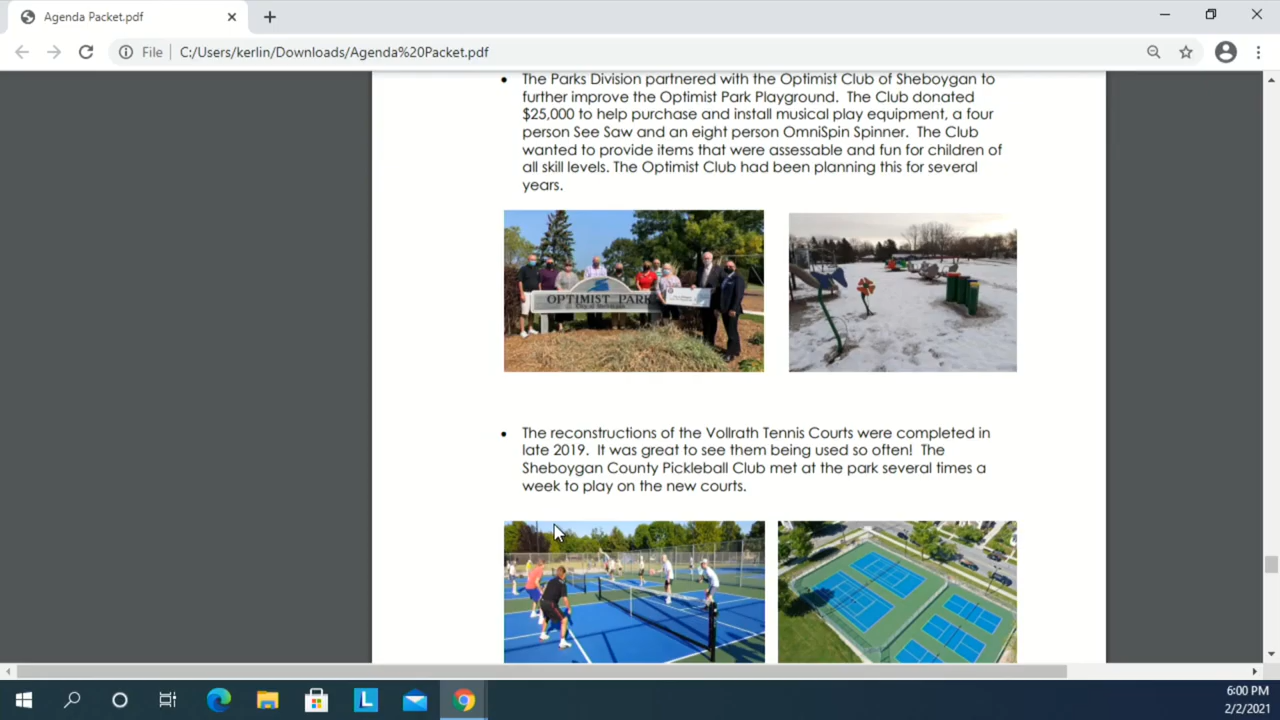 Agenda Packet.pdf
File | C:/Users/kerlin/Downloads/Agenda%20Packet.pdf
• The Parks Division partnered with the Optimist Club of Sheboygan to
further improve the Optimist Park Playground. The Club donated
$25,000 to help purchase and install musical play equipment, a four
person See Saw and an eight person OmniSpin Spinner. The Club
wanted to provide items that were assessable and fun for children of
all skill levels. The Optimist Club had been planning this for several
years.
OPTIMIST PARK
• The reconstructions of the Vollrath Tennis Courts were completed in
late 2019. It was great to see them being used so often! The
Sheboygan County Pickleball Club met at the park several times a
week to play on the new courts.
L
6:00 PM
2/2/2021